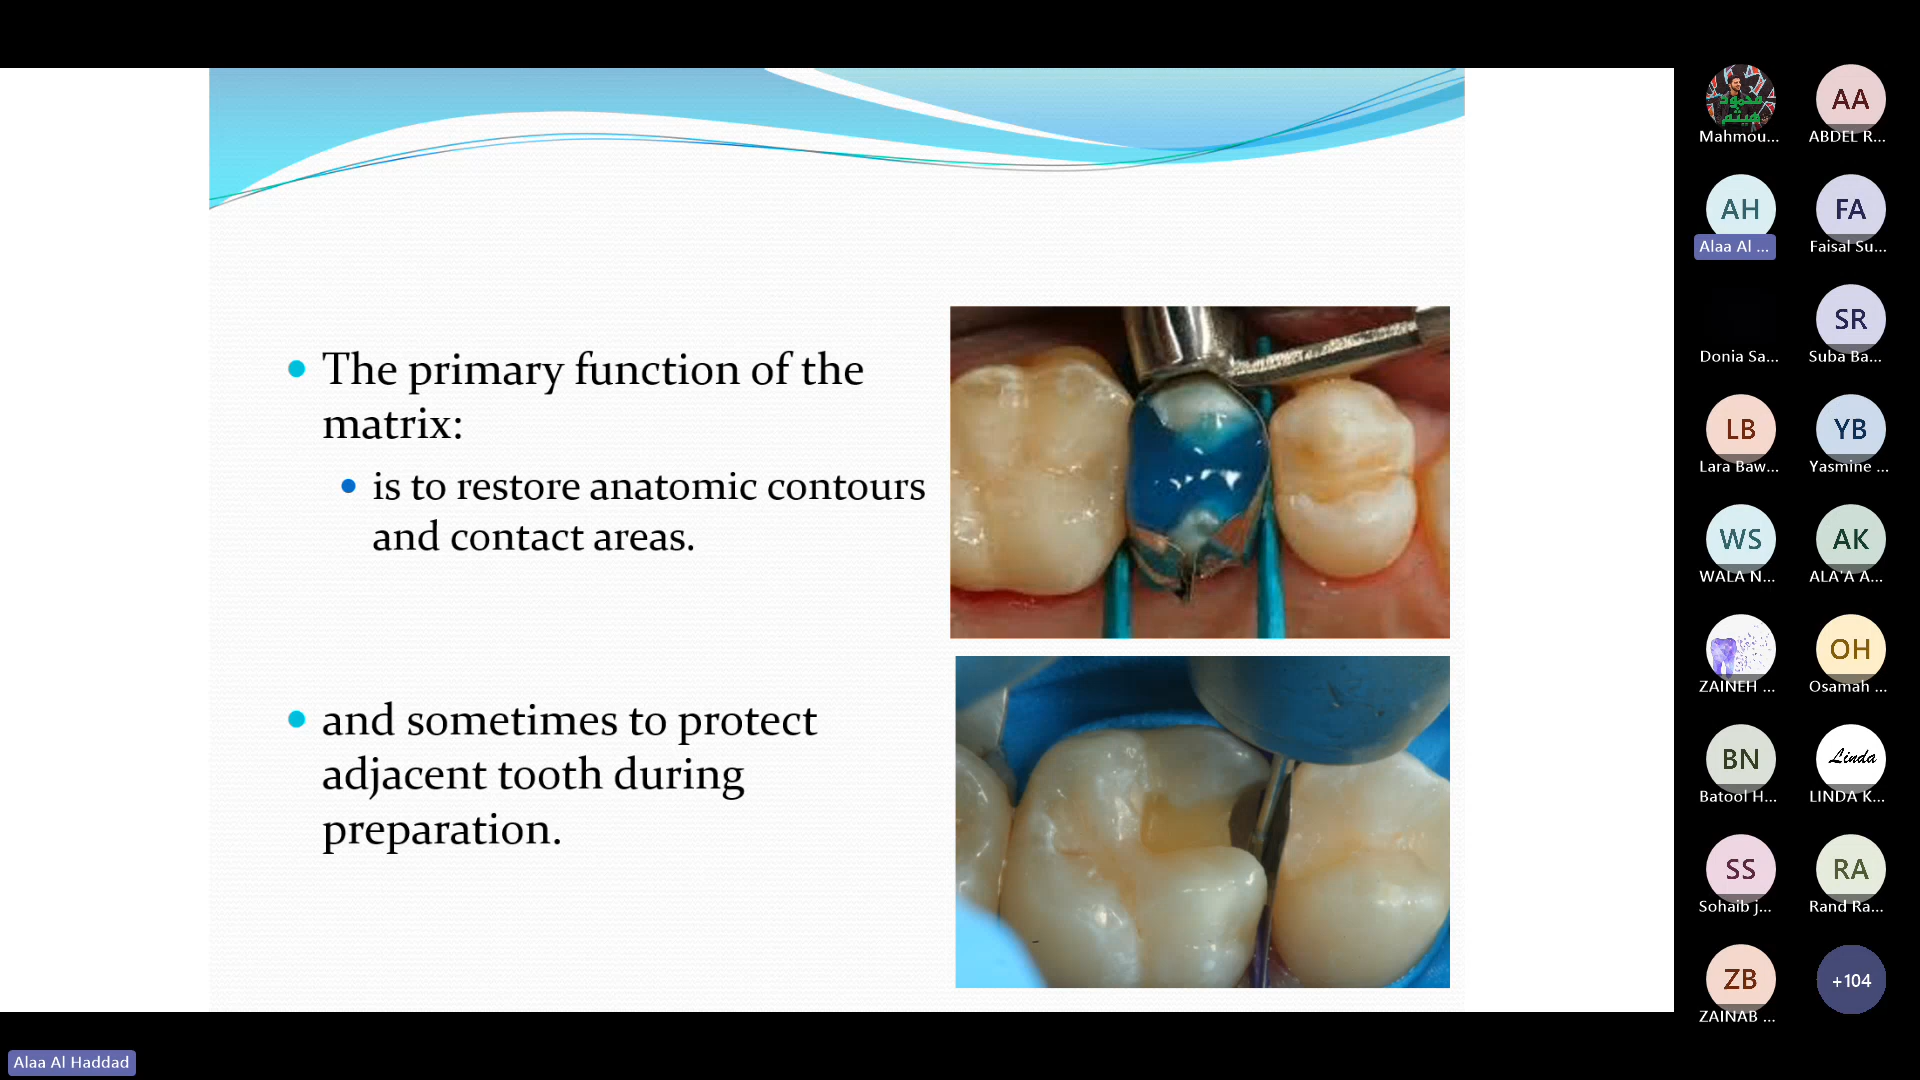 The primary function of the
matrix:
is to restore anatomic contours
and contact areas.
and sometimes to protect
adjacent tooth during
preparation.
محمود
هيثم
Mahmou...
AA
ABDEL R...
AH
Alaa Al ...
FA
Faisal Su...
Donia Sa...
SR
Suba Ba...
LB
Lara Baw...
YB
Yasmine ...
WS
WALA N...
AK
ALA'A A...
ZAINEH ...
OH
Osamah ...
BN
Batool H...
Linda
LINDA K...
SS
Sohaib j...
RA
Rand Ra...
ZB
ZAINAB ...
+104
Alaa Al Haddad